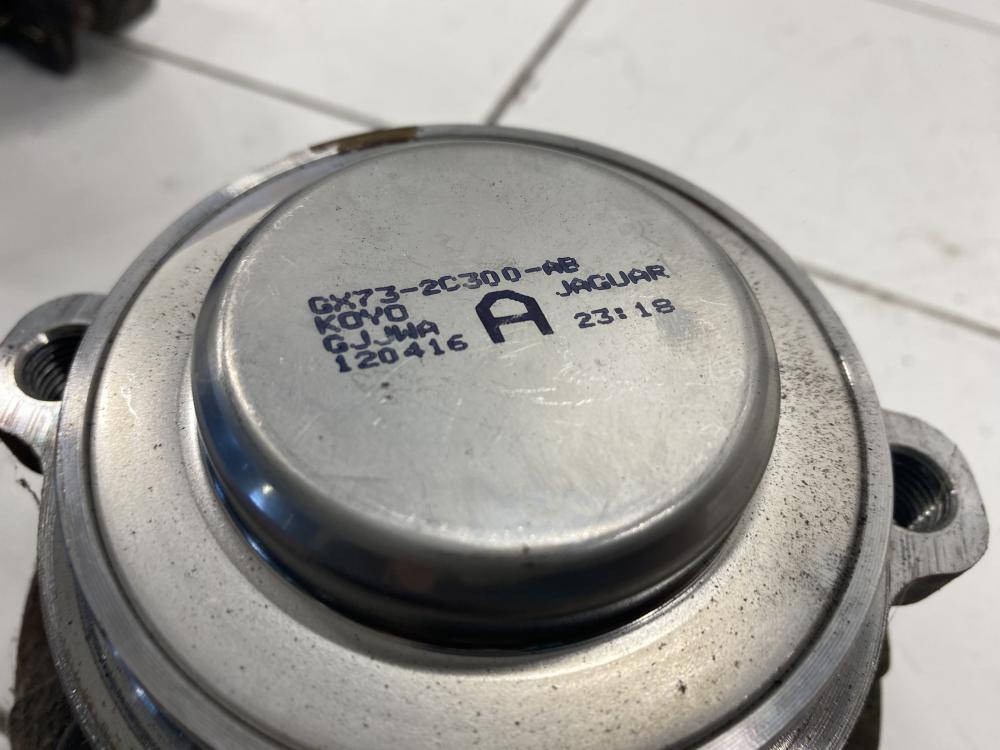 GX73-2C300-AB
KOYO JAGUAR
GJJWA A 23:18
120416